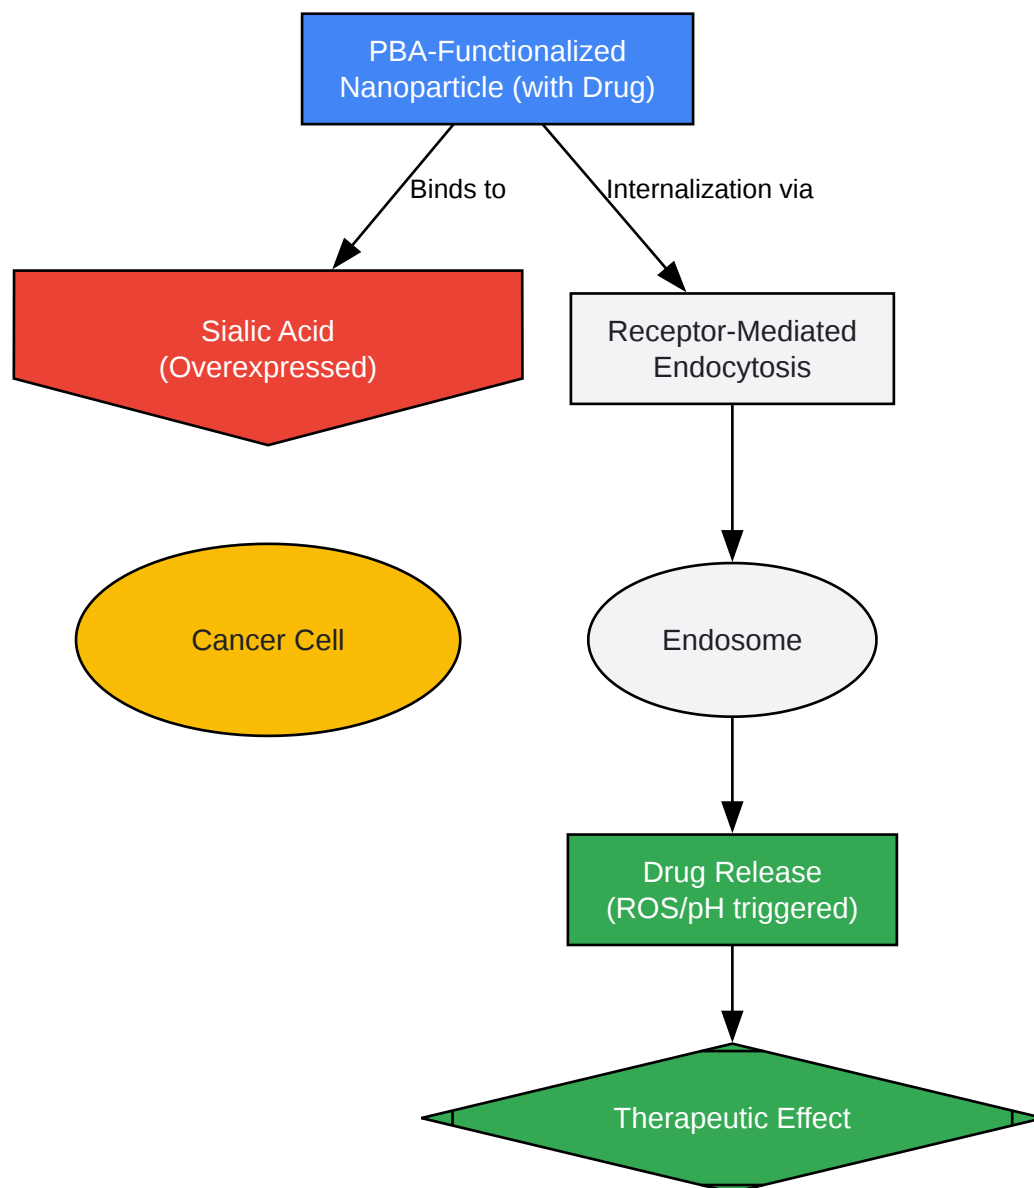 PBA-Functionalized
Nanoparticle (with Drug)
Binds to
Internalization via
Sialic Acid
(Overexpressed)
Receptor-Mediated
Endocytosis
Cancer Cell
Endosome
Drug Release
(ROS/pH triggered)
Therapeutic Effect